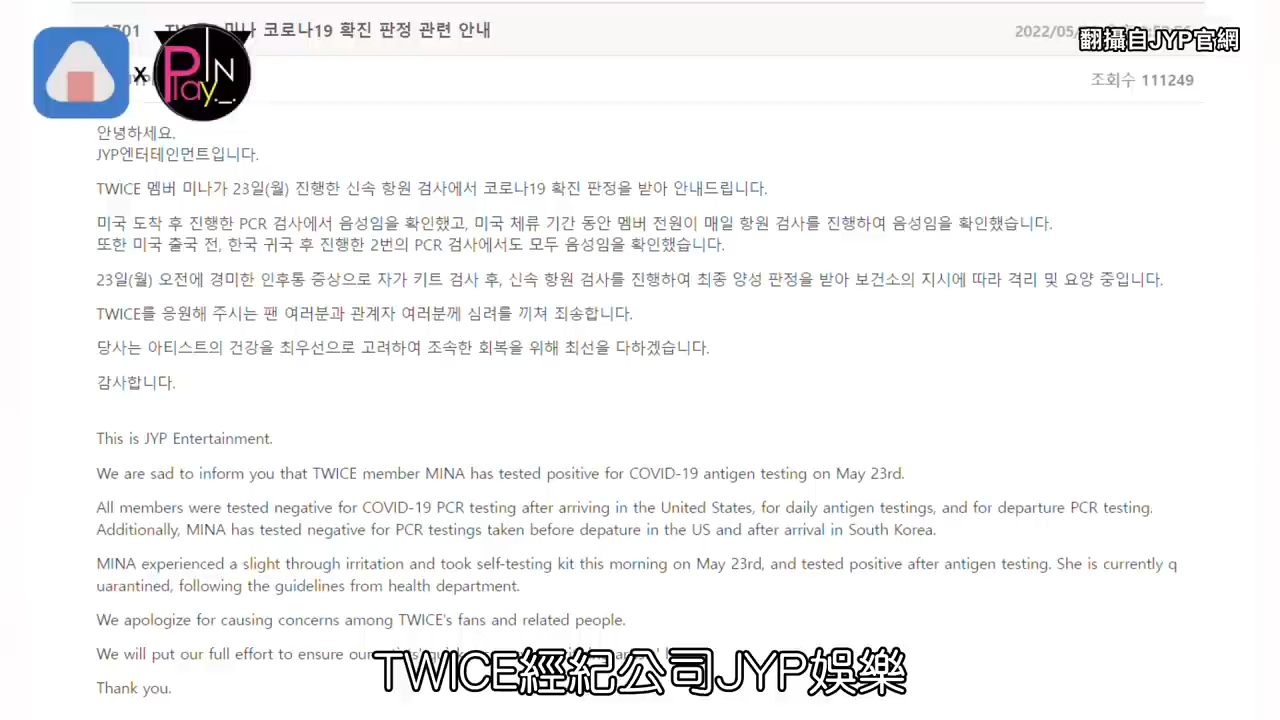 1701 미나 코로나19 확진 판정 관련 안내
2022/05/
翻攝自JYP官網
PlayIN
x
조회수 111249
안녕하세요.
JYP엔터테인먼트입니다.
TWICE 멤버 미나가 23일(월) 진행한 신속 항원 검사에서 코로나19 확진 판정을 받아 안내드립니다.
미국 도착 후 진행한 PCR 검사에서 음성임을 확인했고, 미국 체류 기간 동안 멤버 전원이 매일 항원 검사를 진행하여 음성임을 확인했습니다.
또한 미국 출국 전, 한국 귀국 후 진행한 2번의 PCR 검사에서도 모두 음성임을 확인했습니다.
23일(월) 오전에 경미한 인후통 증상으로 자가 키트 검사 후, 신속 항원 검사를 진행하여 최종 양성 판정을 받아 보건소의 지시에 따라 격리 및 요양 중입니다.
TWICE를 응원해 주시는 팬 여러분과 관계자 여러분께 심려를 끼쳐 죄송합니다.
당사는 아티스트의 건강을 최우선으로 고려하여 조속한 회복을 위해 최선을 다하겠습니다.
감사합니다.
This is JYP Entertainment.
We are sad to inform you that TWICE member MINA has tested positive for COVID-19 antigen testing on May 23rd.
All members were tested negative for COVID-19 PCR testing after arriving in the United States, for daily antigen testings, and for departure PCR testing.
Additionally, MINA has tested negative for PCR testings taken before depature in the US and after arrival in South Korea.
MINA experienced a slight through irritation and took self-testing kit this morning on May 23rd, and tested positive after antigen testing. She is currently q
uarantined, following the guidelines from health department.
We apologize for causing concerns among TWICE's fans and related people.
We will put our full effort to ensure our
TWICE經紀公司JYP娛樂
Thank you.